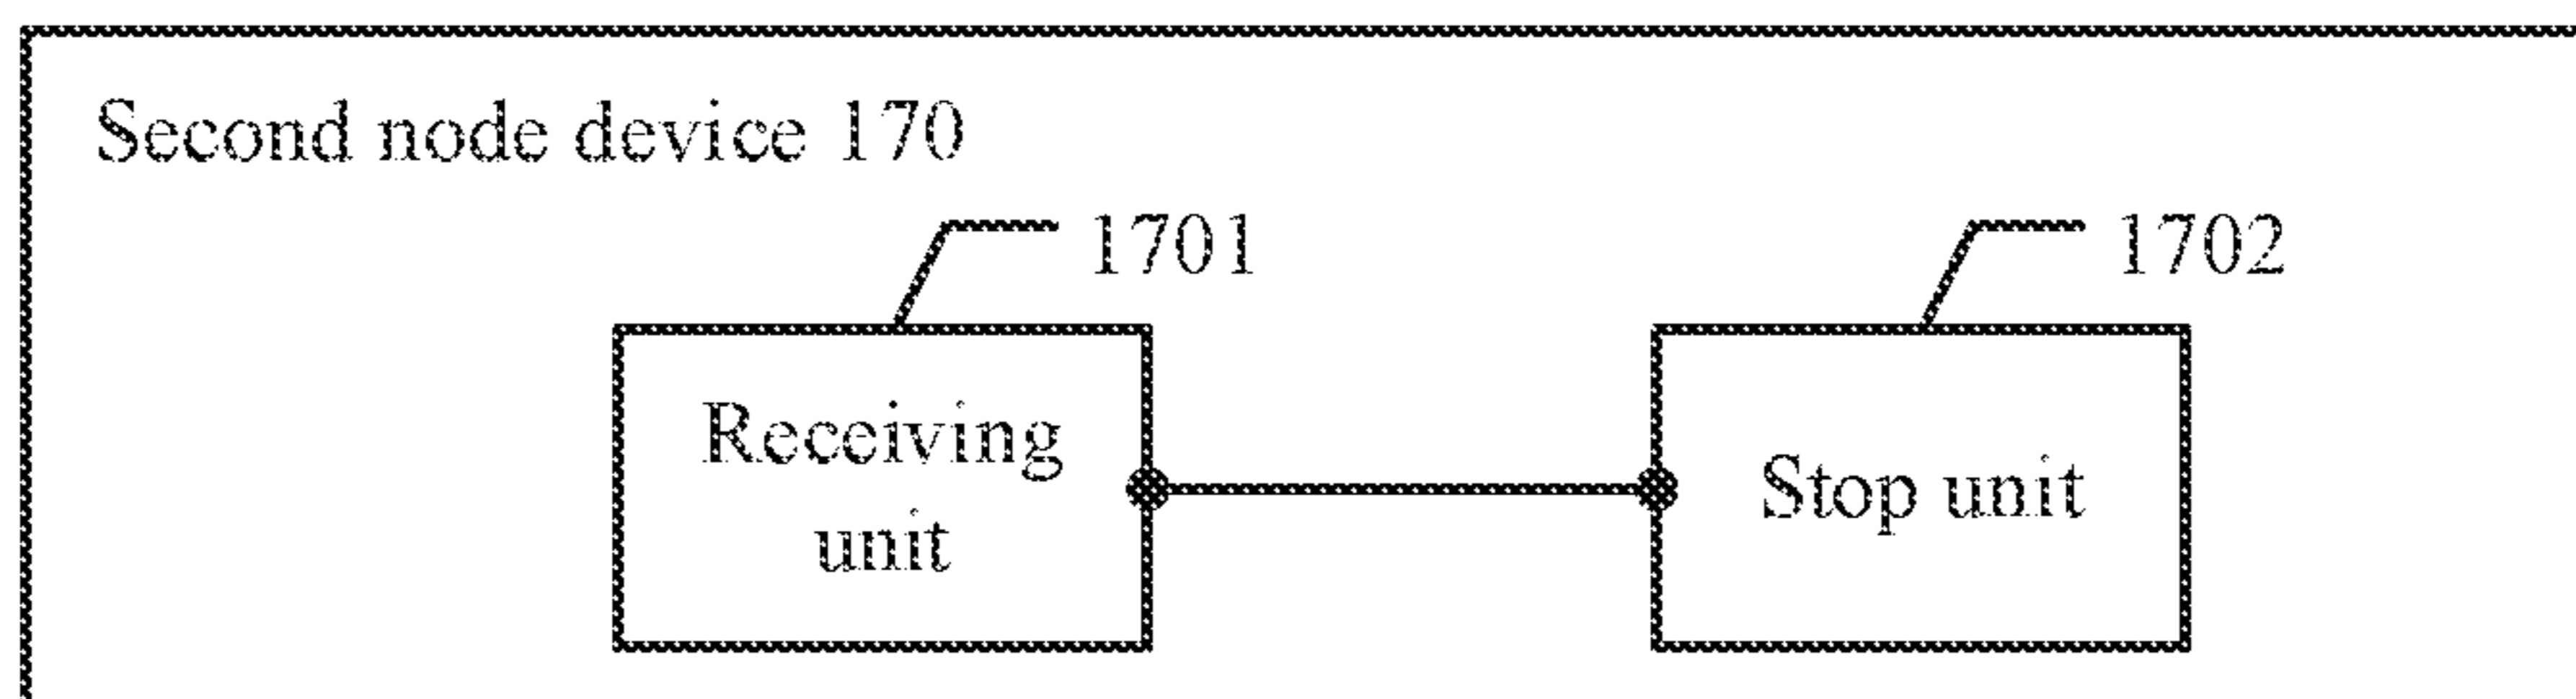 Second node device 170
1701
1702
Receiving
unit
Stop unit